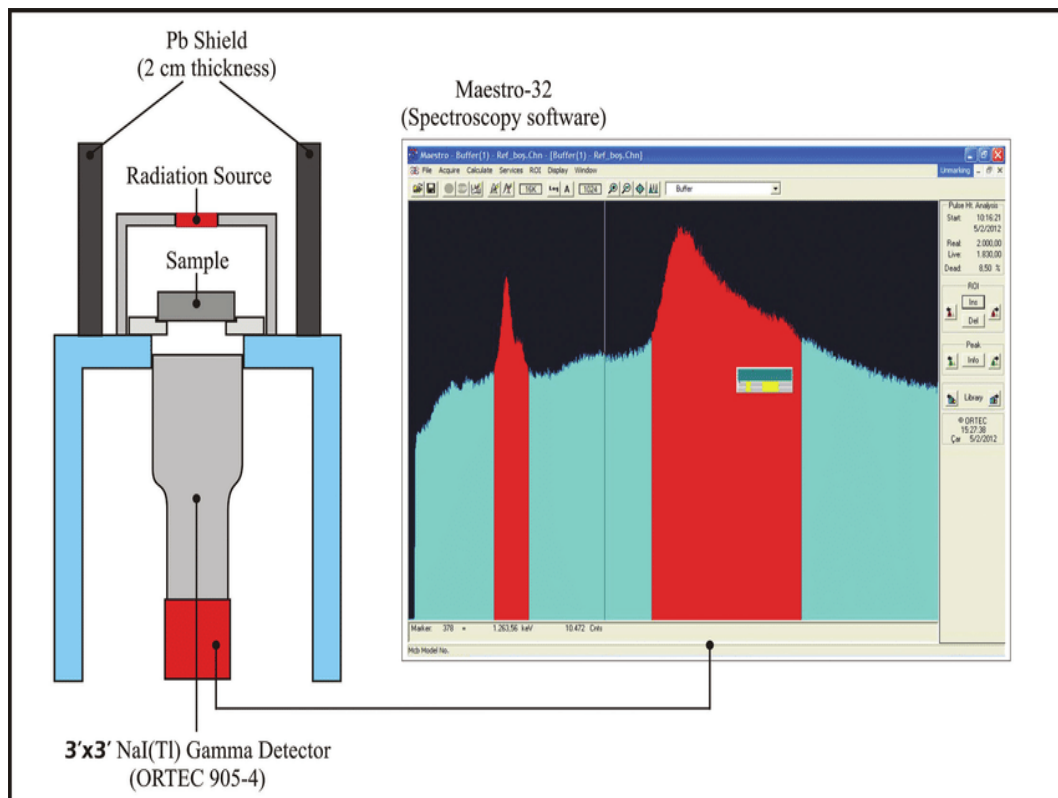 Pb Shield
(2 cm thickness)
Maestro-32
(Spectroscopy software)
Radiation Source
Sample
Maestro - Buffer(1) - Ref_boş.Chn - [Buffer(1) - Ref_boş.Chn]
File Acquire Calculate Services ROI Display Window
Unmarking
16K
Log A
1024
Buffer
Pulse Ht. Analysis
Start: 10:16:21
5/2/2012
Real: 2.000,00
Live: 1.830,00
Dead: 8,50 %
ROI
Ins
Del
Peak
Info
Library
® ORTEC
15:27:38
Çar 5/2/2012
Marker: 378 = 1.263,56 keV 10.472 Cnts
Mcb Model No.
3'x3' NaI(Tl) Gamma Detector
(ORTEC 905-4)